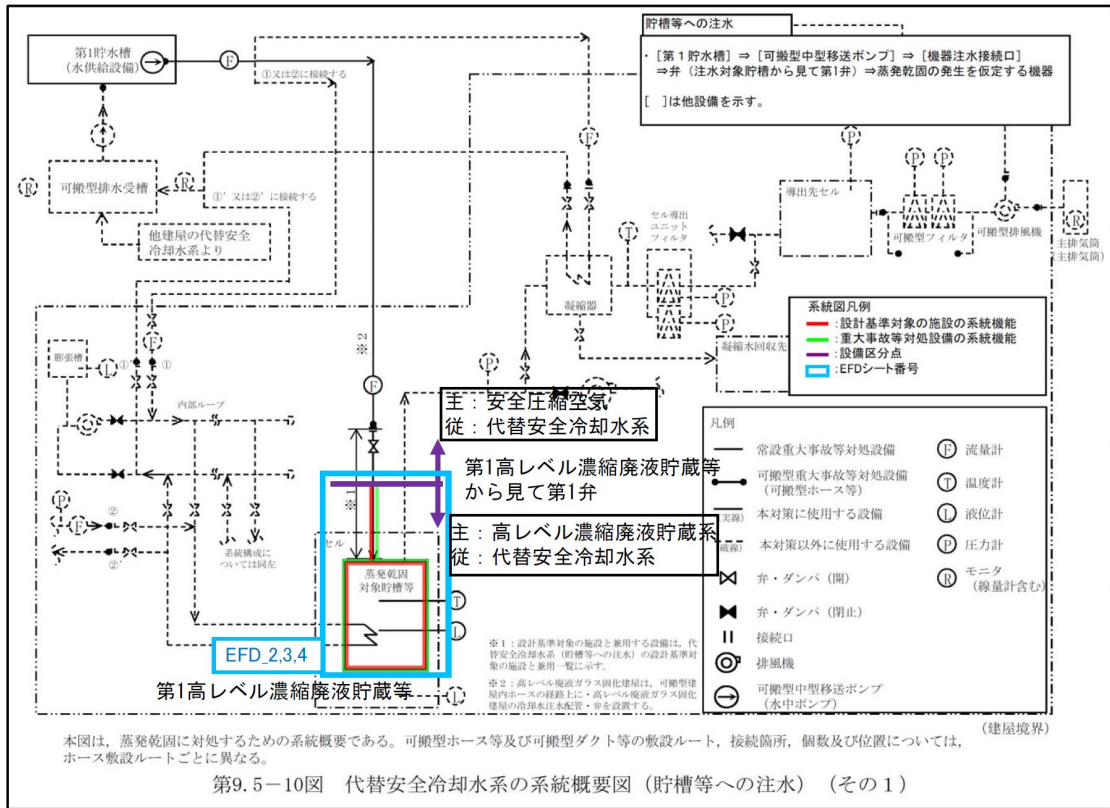 貯槽等への注水
・［第１貯水槽］⇒［可搬型中型移送ポンプ］⇒［機器注水接続口］
⇒弁（注水対象貯槽から見て第1弁）⇒蒸発乾固の発生を仮定する機器
［　］は他設備を示す。
第1貯水槽
(水供給設備)
F
①又は②に接続する
F
P
P
P
R
可搬型排水受槽
R
①’又は②’に接続する
他建屋の代替安全
冷却水系より
導出先セル
セル導出
ユニット
フィルタ
T
可搬型フィルタ
可搬型排風機
R
主排気筒
(主排気筒)
凝縮器
P
P
凝縮水回収先
系統図凡例
：設計基準対象の施設の系統機能
：重大事故等対処設備の系統機能
：設備区分点
：EFDシート番号
※2
F
膨張槽
L
①’
①
F
内部ループ
P
主：安全圧縮空気
従：代替安全冷却水系
第1高レベル濃縮廃液貯蔵等
から見て第1弁
主：高レベル濃縮廃液貯蔵系
従：代替安全冷却水系
※1
P
F
②
②’
系統構成に
ついては同左
セル
蒸発乾固
対象貯槽等
T
L
L
EFD_2,3,4
第1高レベル濃縮廃液貯蔵等
※1：設計基準対象の施設と兼用する設備は，代
替安全冷却水系（貯槽等への注水）の設計基準対
象の施設と兼用一覧に示す。
※2：高レベル廃液ガラス固化建屋は，可搬型建
屋内ホースの経路上に・高レベル廃液ガラス固化
建屋の冷却水注水配管・弁を設置する。
凡例
常設重大事故等対処設備
可搬型重大事故等対処設備
(可搬型ホース等)
(実線)
本対策に使用する設備
(破線)
本対策以外に使用する設備
弁・ダンパ（開）
弁・ダンパ（閉止）
接続口
排風機
可搬型中型移送ポンプ
(水中ポンプ)
F 流量計
T 温度計
L 液位計
P 圧力計
R モニタ
(線量計含む)
(建屋境界)
本図は，蒸発乾固に対処するための系統概要である。可搬型ホース等及び可搬型ダクト等の敷設ルート，接続箇所，個数及び位置については，
ホース敷設ルートごとに異なる。
第9.5－10図　代替安全冷却水系の系統概要図（貯槽等への注水）（その１）